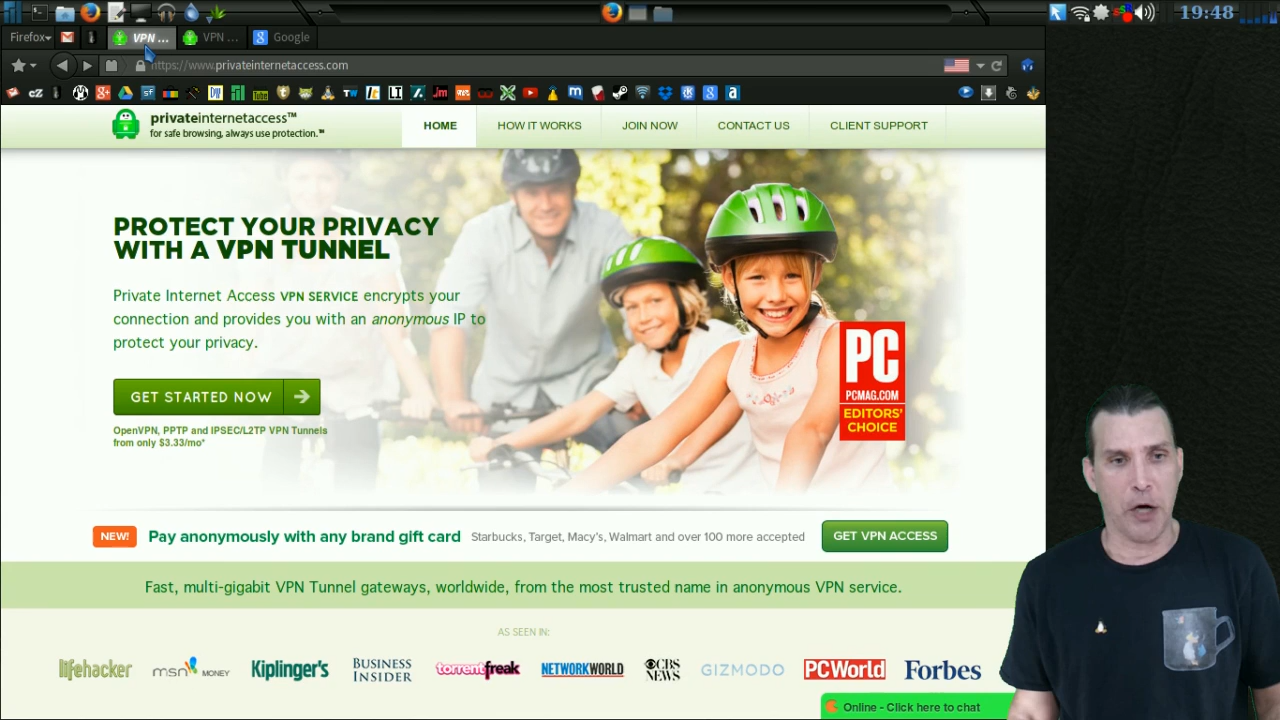 19:48
Firefox
VPN ...
VPN ...
Google
https://www.privateinternetaccess.com
privateinternetaccess™
for safe browsing, always use protection.™
HOME
HOW IT WORKS
JOIN NOW
CONTACT US
CLIENT SUPPORT
PROTECT YOUR PRIVACY
WITH A VPN TUNNEL
Private Internet Access VPN SERVICE encrypts your
connection and provides you with an anonymous IP to
protect your privacy.
GET STARTED NOW
OpenVPN, PPTP and IPSEC/L2TP VPN Tunnels
from only $3.33/mo*
PC
PCMAG.COM
EDITORS'
CHOICE
NEW!
Pay anonymously with any brand gift card
Starbucks, Target, Macy's, Walmart and over 100 more accepted
GET VPN ACCESS
Fast, multi-gigabit VPN Tunnel gateways, worldwide, from the most trusted name in anonymous VPN service.
AS SEEN IN:
lifehacker
msn MONEY
Kiplinger's
BUSINESS
INSIDER
torrentfreak
NETWORKWORLD
CBS
NEWS
GIZMODO
PCWorld
Forbes
Online - Click here to chat